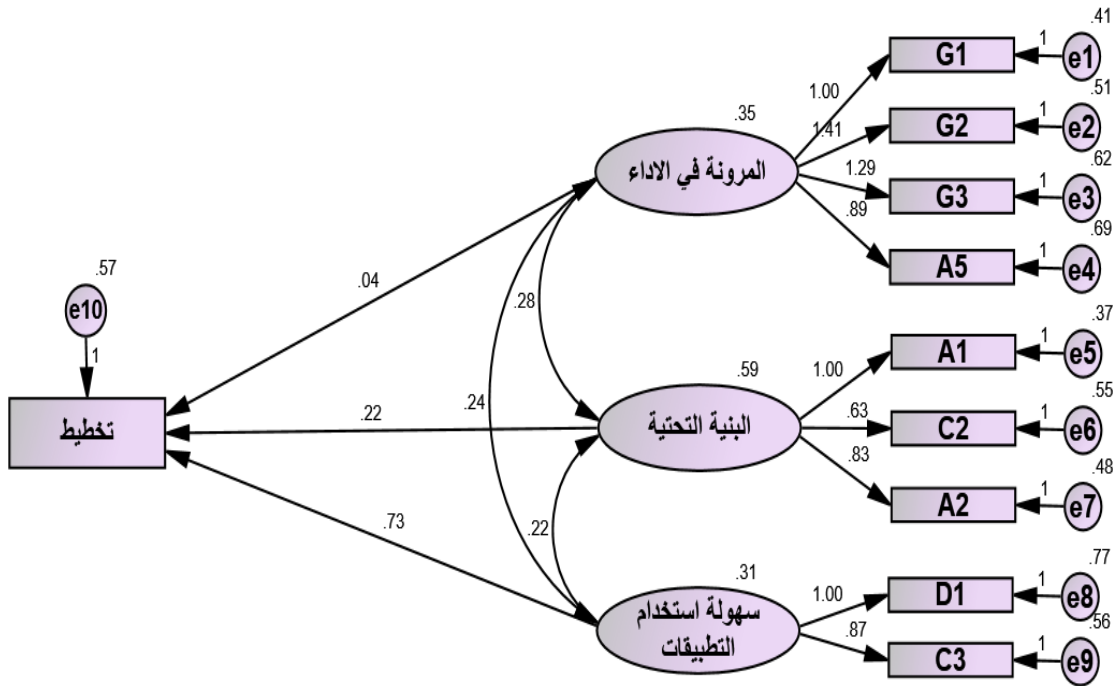 .41
G1
1
e1
1.00
.51
G2
1
e2
.35
1.41
.62
المرونة في الاداء
1.29
G3
1
e3
.89
.69
A5
1
e4
.57
.04
e10
.28
.37
1
A1
1
e5
.59
1.00
.55
تخطيط
.22
.24
البنية التحتية
.63
C2
1
e6
.83
.48
A2
1
e7
.73
.22
.77
.31
D1
1
e8
1.00
.56
سهولة استخدام
التطبيقات
.87
C3
1
e9